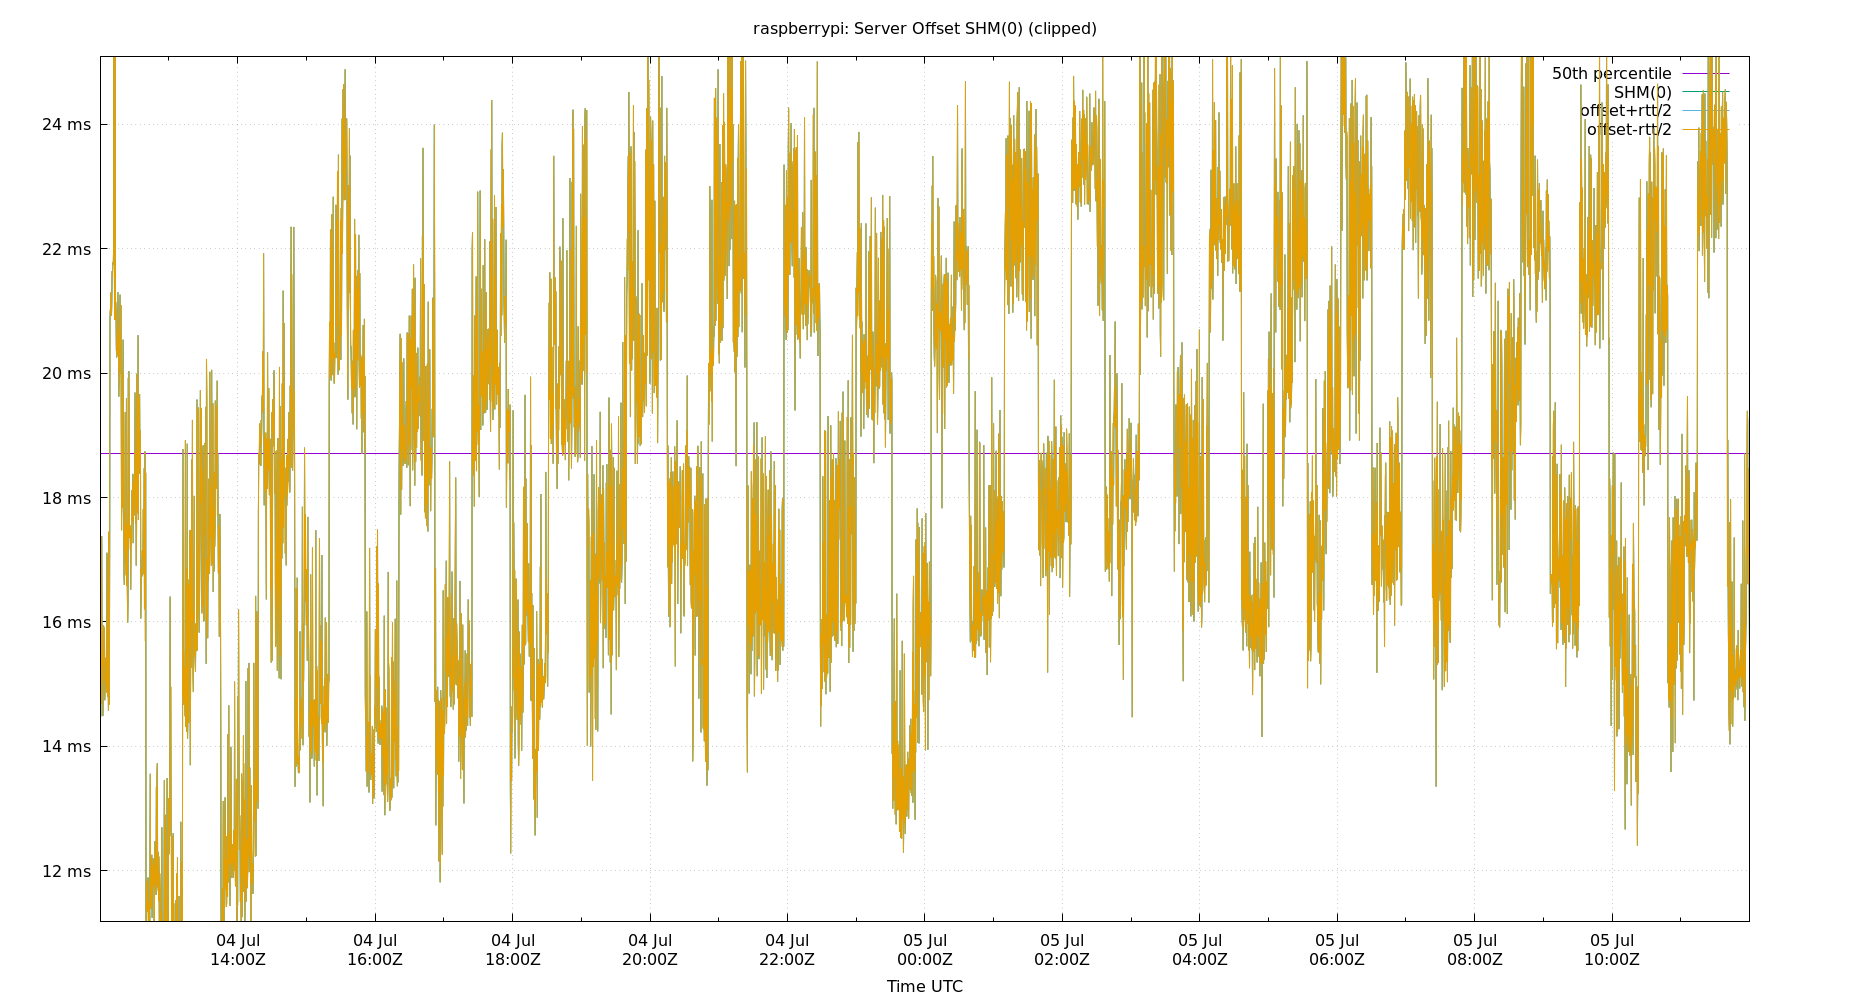 raspberrypi: Server Offset SHM(0) (clipped)
50th percentile
SHM(0)
offset+rtt/2
offset-rtt/2
24 ms
22 ms
20 ms
18 ms
16 ms
14 ms
12 ms
04 Jul 04 Jul 04 Jul 04 Jul 04 Jul 05 Jul 05 Jul 05 Jul 05 Jul 05 Jul 05 Jul
14:00Z 16:00Z 18:00Z 20:00Z 22:00Z 00:00Z 02:00Z 04:00Z 06:00Z 08:00Z 10:00Z
Time UTC